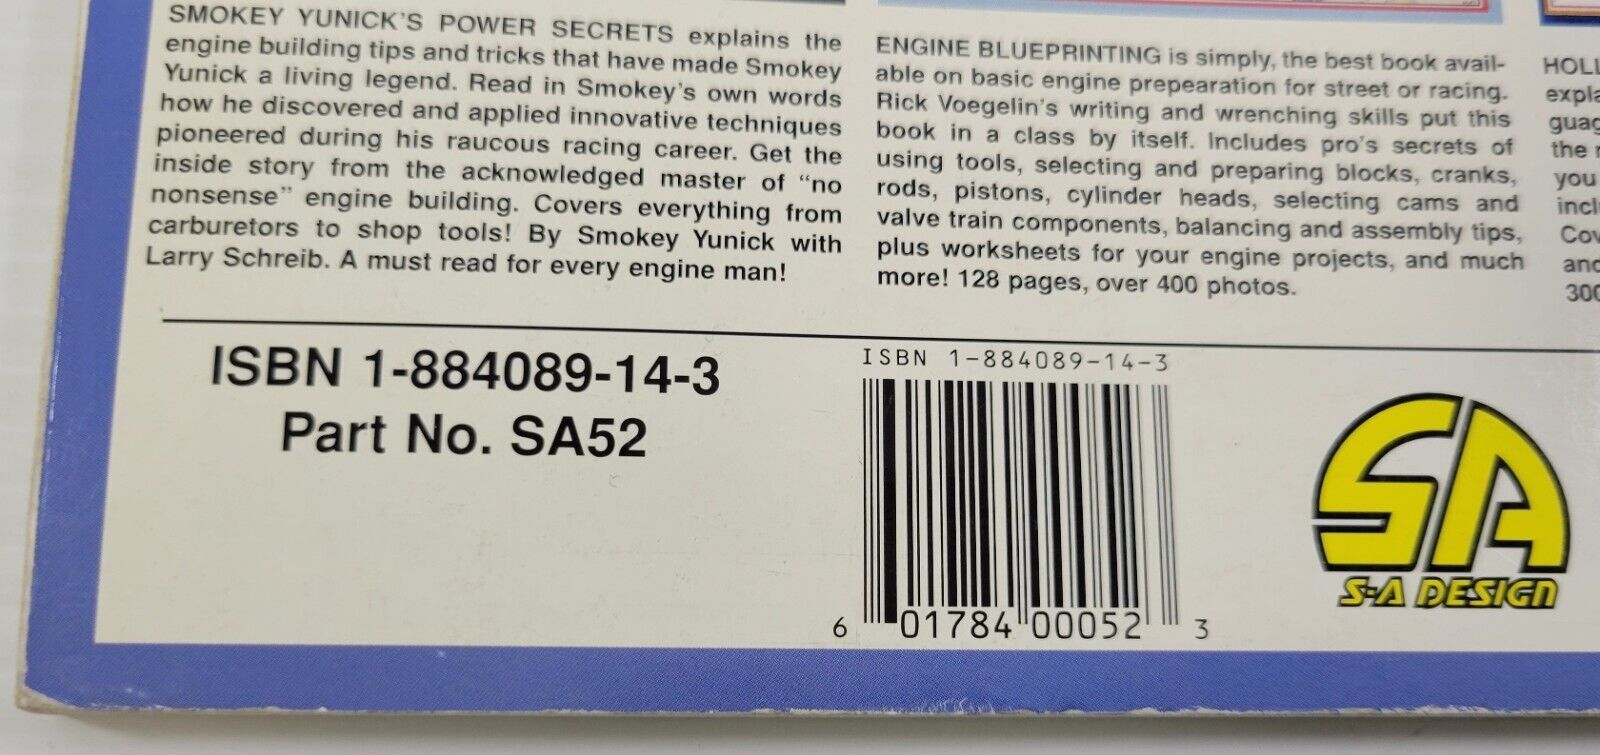 SMOKEY YUNICK'S POWER SECRETS explains the
engine building tips and tricks that have made Smokey
Yunick a living legend. Read in Smokey's own words
how he discovered and applied innovative techniques
pioneered during his raucous racing career. Get the
inside story from the acknowledged master of "no
nonsense" engine building. Covers everything from
carburetors to shop tools! By Smokey Yunick with
Larry Schreib. A must read for every engine man!
ENGINE BLUEPRINTING is simply, the best book avail-
able on basic engine prepearation for street or racing.
Rick Voegelin's writing and wrenching skills put this
book in a class by itself. Includes pro's secrets of
using tools, selecting and preparing blocks, cranks,
rods, pistons, cylinder heads, selecting cams and
valve train components, balancing and assembly tips,
plus worksheets for your engine projects, and much
more! 128 pages, over 400 photos.
the
you
ISBN 1-884089-14-3
Part No. SA52
ISBN 1-884089-14-3
6 01784 00052 3
SA
S-A DESIGN